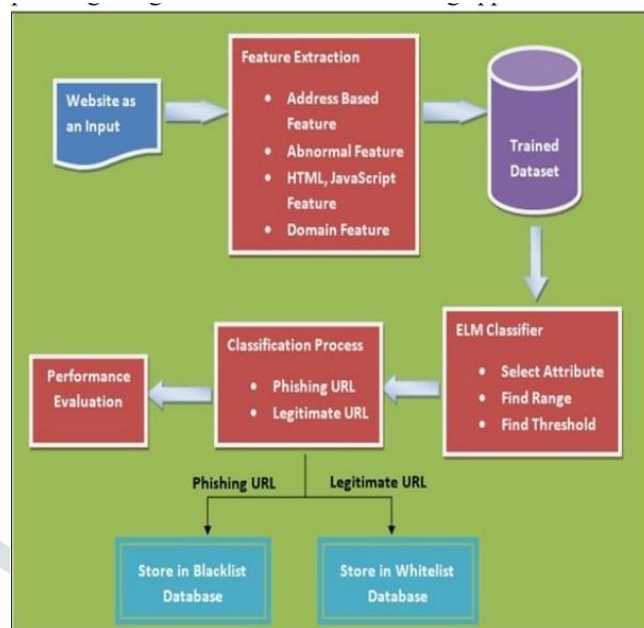 Website as
an Input
Feature Extraction
• Address Based
Feature
• Abnormal Feature
• HTML, JavaScript
Feature
• Domain Feature
Trained
Dataset
ELM Classifier
• Select Attribute
• Find Range
• Find Threshold
Classification Process
• Phishing URL
• Legitimate URL
Performance
Evaluation
Phishing URL
Legitimate URL
Store in Blacklist
Database
Store in Whitelist
Database